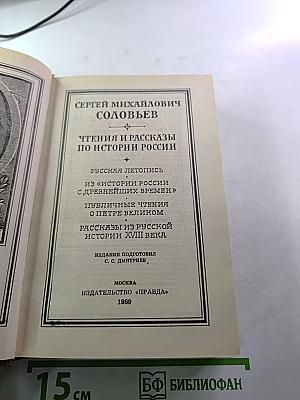 СЕРГЕЙ МИХАЙЛОВИЧ
СОЛОВЬЕВ
ЧТЕНИЯ И РАССКАЗЫ
ПО ИСТОРИИ РОССИИ
РУССКАЯ ЛЕТОПИСЬ
ИЗ «ИСТОРИИ РОССИИ
С ДРЕВНЕЙШИХ ВРЕМЕН»
ПУБЛИЧНЫЕ ЧТЕНИЯ
О ПЕТРЕ ВЕЛИКОМ
РАССКАЗЫ ИЗ РУССКОЙ
ИСТОРИИ XVIII ВЕКА
ИЗДАНИЕ ПОДГОТОВИЛ
С. С. ДМИТРИЕВ
МОСКВА
ИЗДАТЕЛЬСТВО «ПРАВДА»
1989
15 см
БФ БИБЛИОФАН